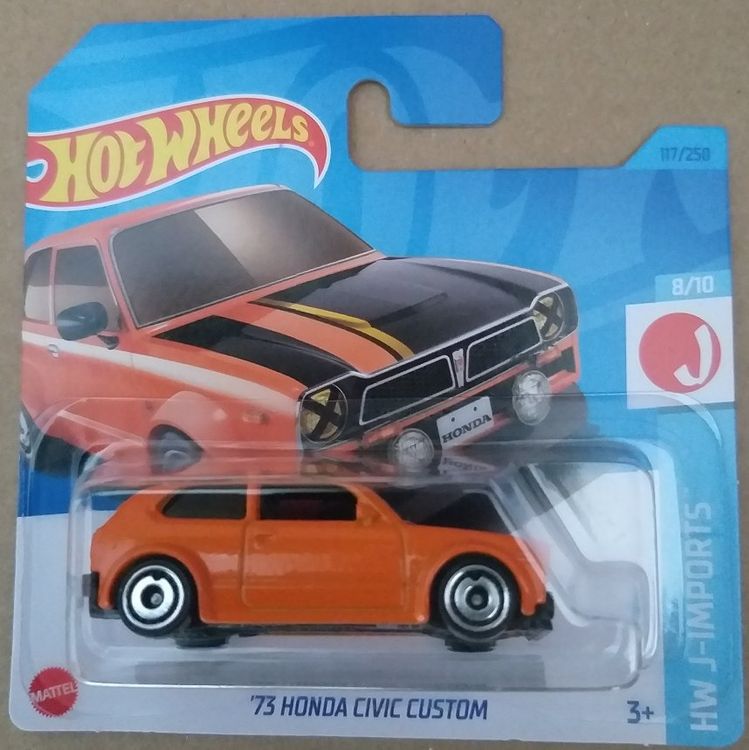 HOT WHEELS
117/250
8/10
J
HONDA
HW J-IMPORTS
MATTEL
'73 HONDA CIVIC CUSTOM
3+